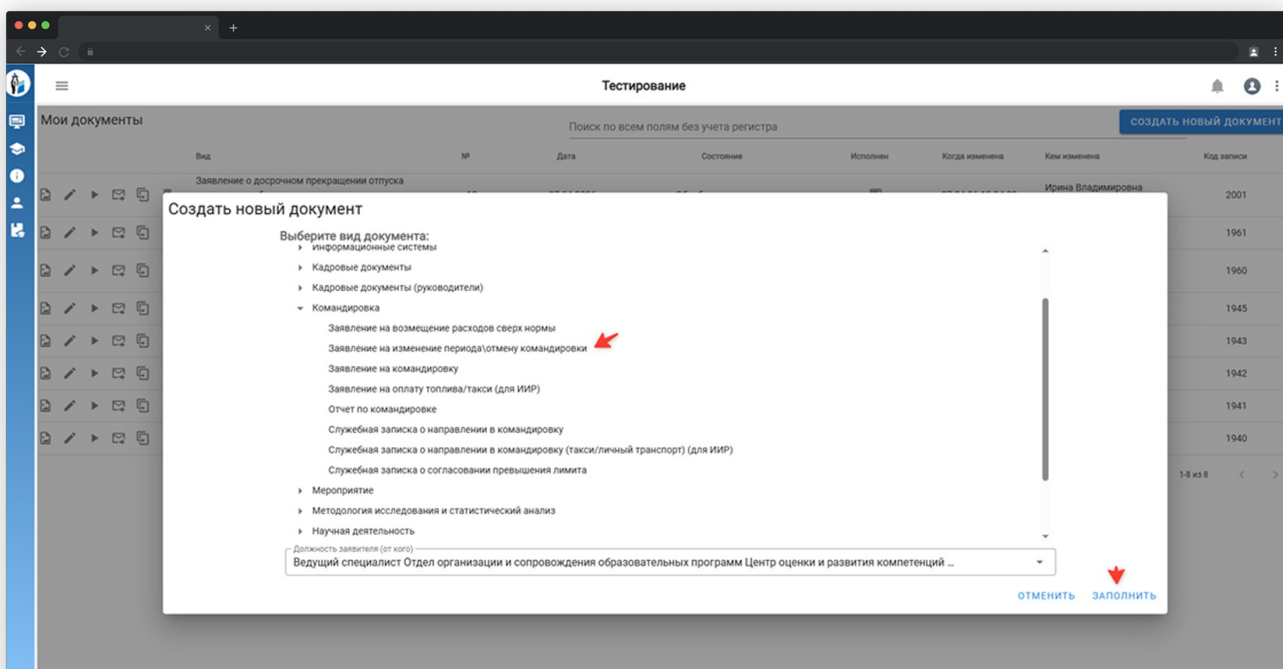 Тестирование
Мои документы
Поиск по всем полям без учета регистра
СОЗДАТЬ НОВЫЙ ДОКУМЕНТ
Вид № Дата Состояние Исполнен Когда изменена Кем изменена Код записи
Заявление о досрочном прекращении отпуска
Ирина Владимировна
2001
Создать новый документ
Выберите вид документа:
информационные системы
1961
Кадровые документы
1960
Кадровые документы (руководители)
Командировка
1945
Заявление на возмещение расходов сверх нормы
Заявление на изменение периода\отмену командировки
1943
Заявление на командировку
1942
Заявление на оплату топлива/такси (для ИИР)
Отчет по командировке
1941
Служебная записка о направлении в командировку
1940
Служебная записка о направлении в командировку (такси/личный транспорт) (для ИИР)
Служебная записка о согласовании превышения лимита
1-8 из 8
Мероприятие
Методология исследования и статистический анализ
Научная деятельность
Должность заявителя (от кого)
Ведущий специалист Отдел организации и сопровождения образовательных программ Центр оценки и развития компетенций ...
ОТМЕНИТЬ ЗАПОЛНИТЬ